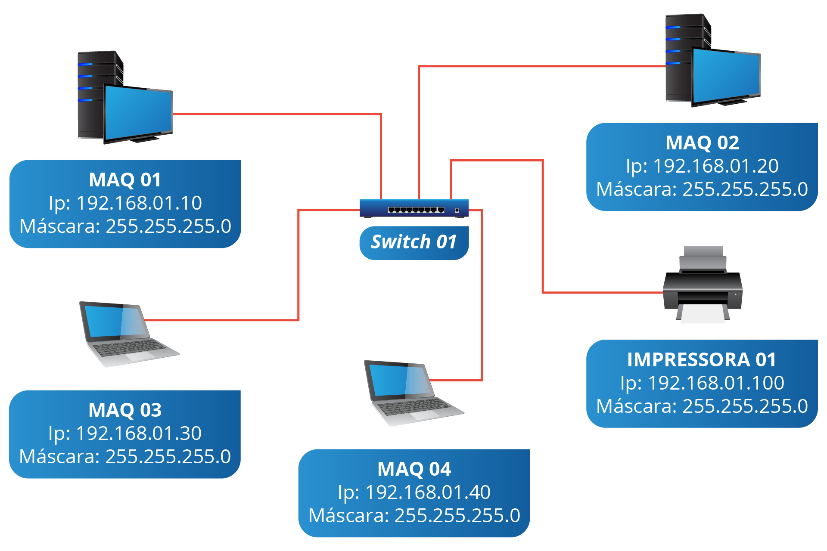 MAQ 01
Ip: 192.168.01.10
Máscara: 255.255.255.0
MAQ 02
Ip: 192.168.01.20
Máscara: 255.255.255.0
Switch 01
MAQ 03
Ip: 192.168.01.30
Máscara: 255.255.255.0
MAQ 04
Ip: 192.168.01.40
Máscara: 255.255.255.0
IMPRESSORA 01
Ip: 192.168.01.100
Máscara: 255.255.255.0